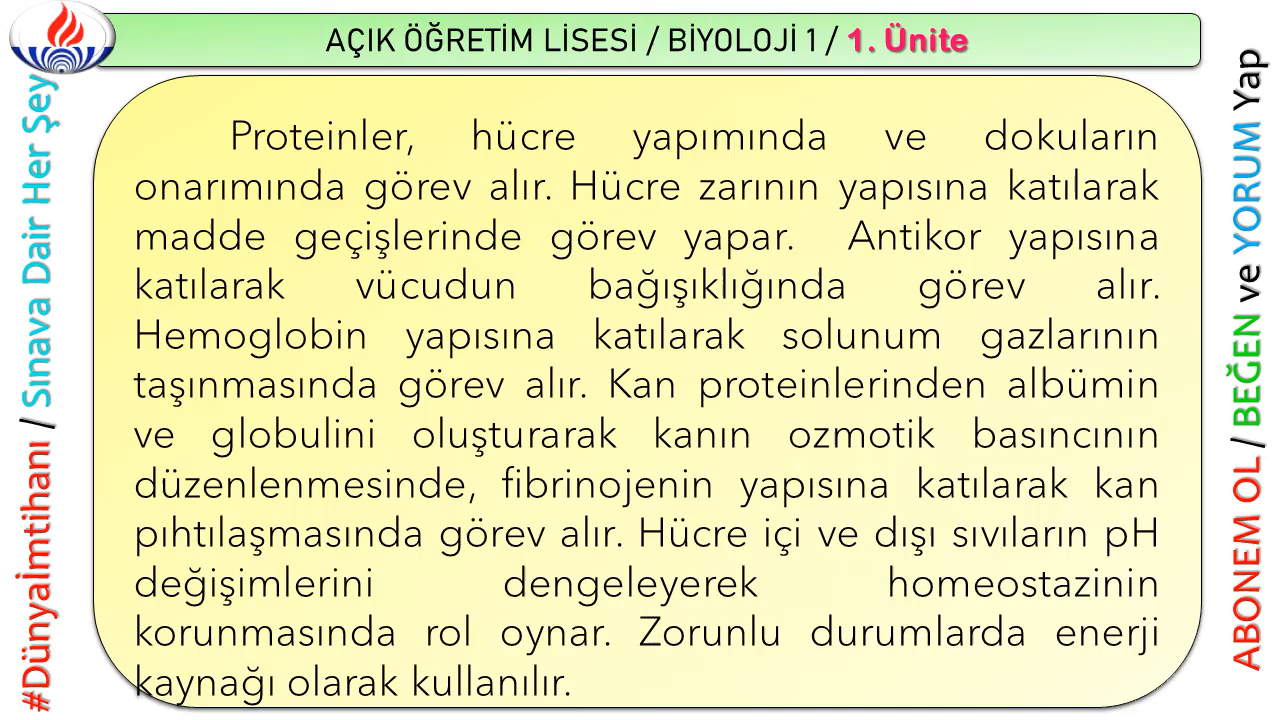 AÇIK ÖĞRETİM LİSESİ / BİYOLOJİ 1 / 1. Ünite
#Dünyaİmtihanı / Sınava Dair Her Şey
Proteinler, hücre yapımında ve dokuların
onarımında görev alır. Hücre zarının yapısına katılarak
madde geçişlerinde görev yapar. Antikor yapısına
katılarak vücudun bağışıklığında görev alır.
Hemoglobin yapısına katılarak solunum gazlarının
taşınmasında görev alır. Kan proteinlerinden albümin
ve globulini oluşturarak kanın ozmotik basıncının
düzenlenmesinde, fibrinojenin yapısına katılarak kan
pıhtılaşmasında görev alır. Hücre içi ve dışı sıvıların pH
değişimlerini dengeleyerek homeostazinin
korunmasında rol oynar. Zorunlu durumlarda enerji
kaynağı olarak kullanılır.
ABONEM OL / BEĞEN ve YORUM Yap